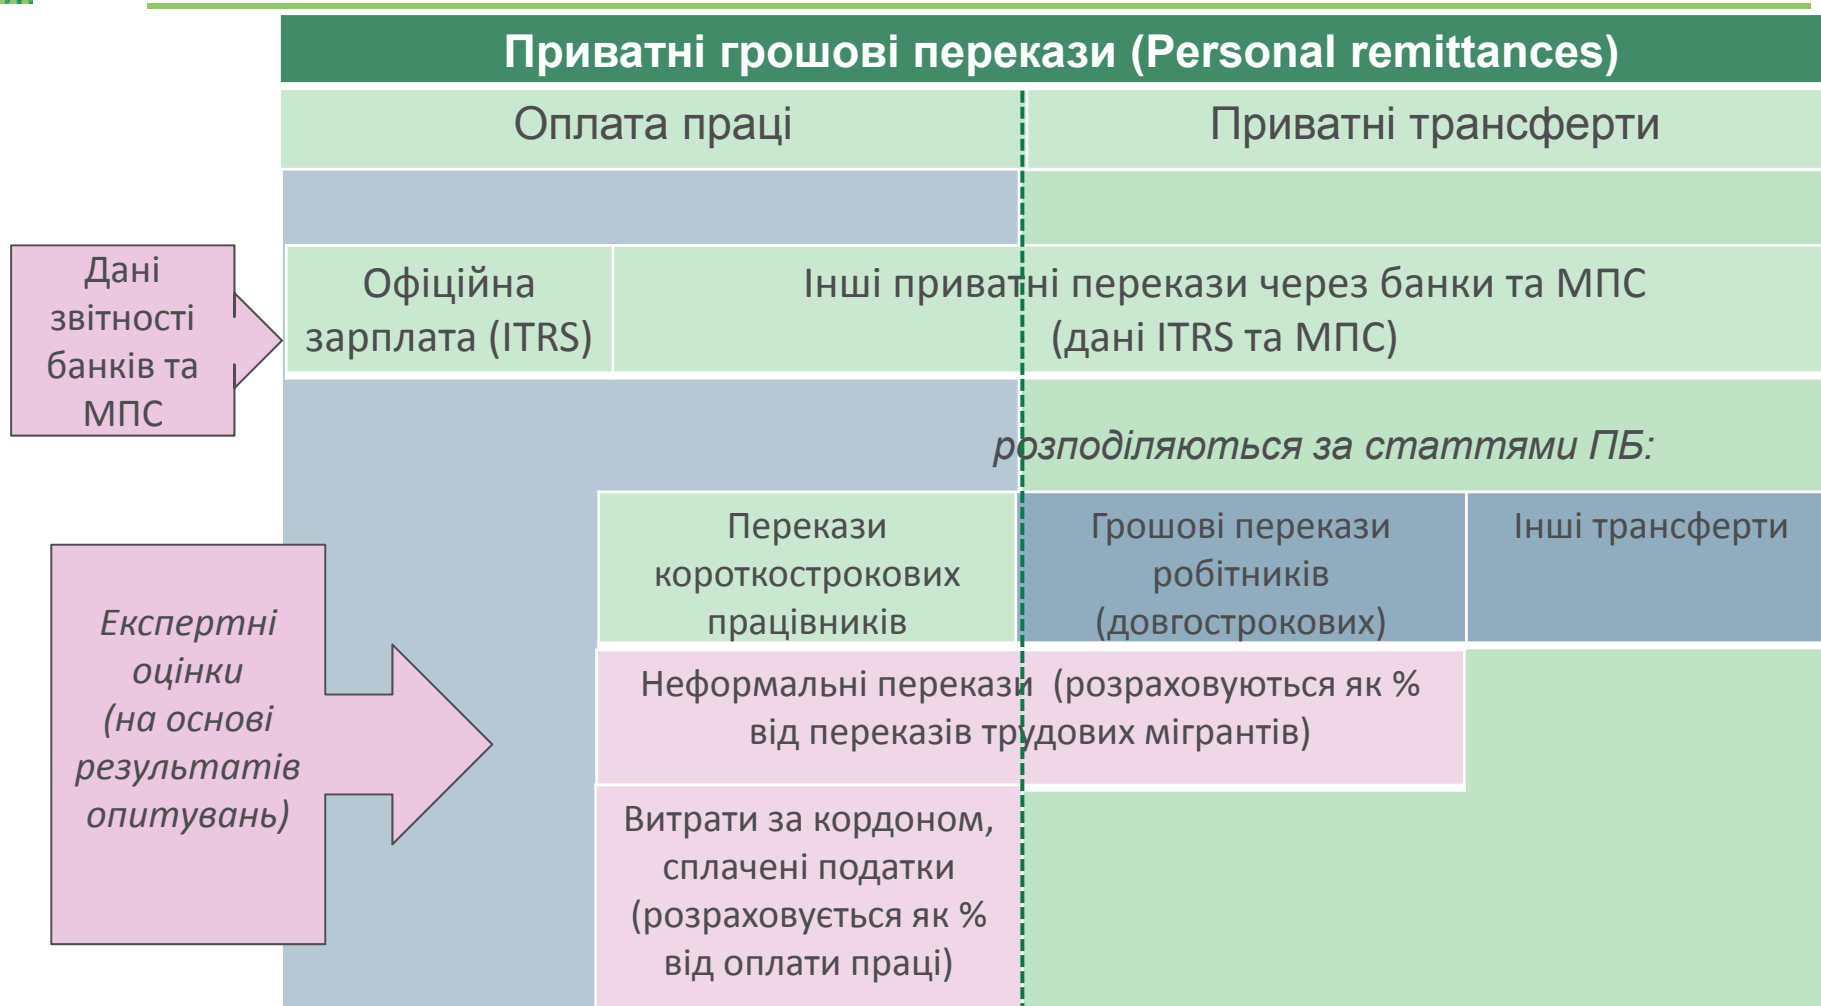 Приватні грошові перекази (Personal remittances)
Оплата праці
Приватні трансферти
Дані
звітності
банків та
МПС
Офіційна
зарплата (ITRS)
Інші приватні перекази через банки та МПС
(дані ITRS та МПС)
розподіляються за статтями ПБ:
Перекази
короткострокових
працівників
Грошові перекази
робітників
(довгострокових)
Інші трансферти
Експертні
оцінки
(на основі
результатів
опитувань)
Неформальні перекази (розраховуються як %
від переказів трудових мігрантів)
Витрати за кордоном,
сплачені податки
(розраховується як %
від оплати праці)